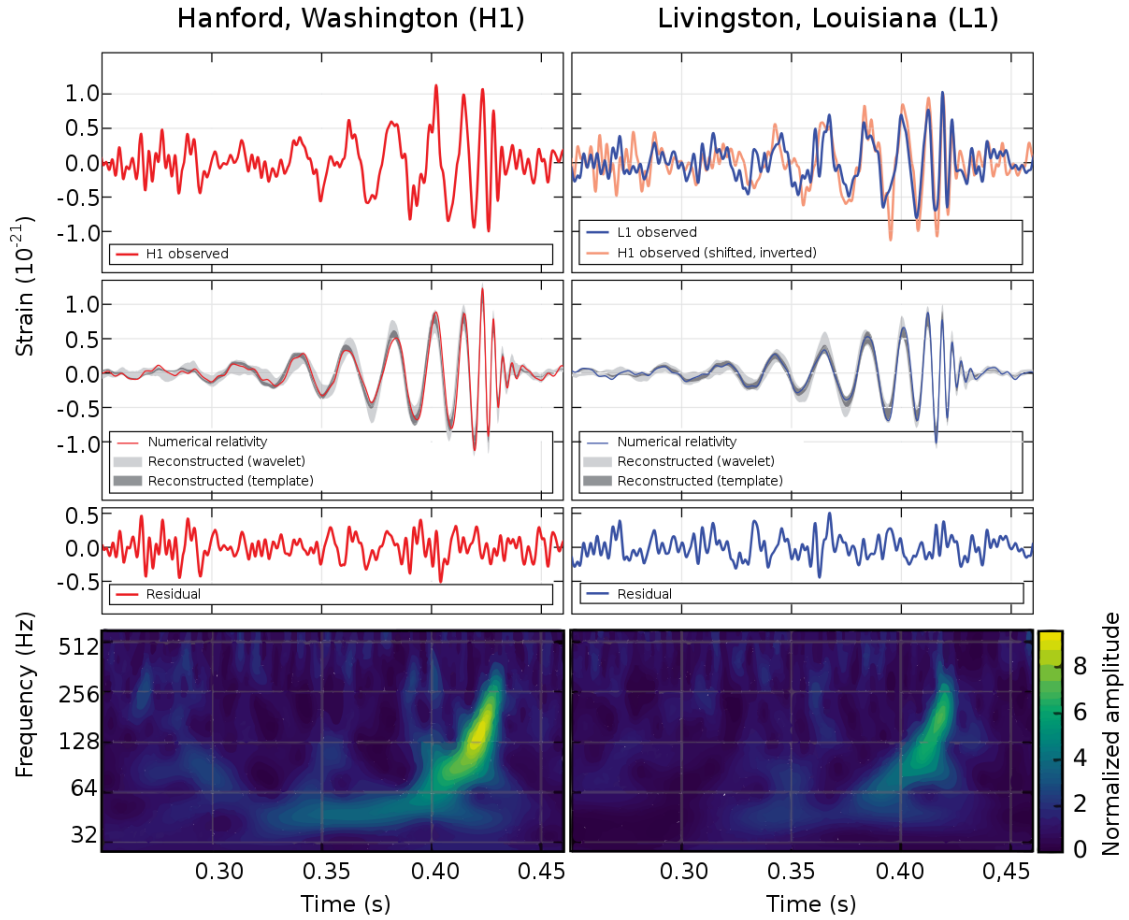 Hanford, Washington (H1)
Livingston, Louisiana (L1)
Strain (10⁻²¹)
1.0
0.5
0.0
-0.5
-1.0
H1 observed
L1 observed
H1 observed (shifted, inverted)
1.0
0.5
0.0
-0.5
-1.0
Numerical relativity
Reconstructed (wavelet)
Reconstructed (template)
Numerical relativity
Reconstructed (wavelet)
Reconstructed (template)
0.5
0.0
-0.5
Residual
Residual
Frequency (Hz)
512
256
128
64
32
0.30
0.35
0.40
0.45
Time (s)
0.30
0.35
0.40
0,45
Time (s)
8
6
4
2
0
Normalized amplitude